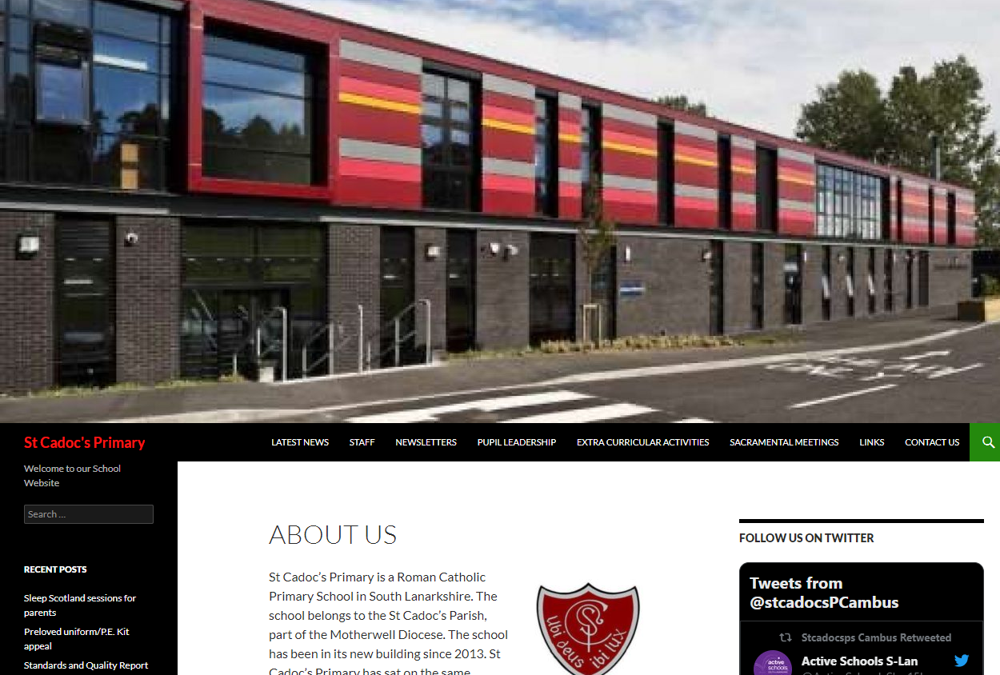 St Cadoc's Primary
LATEST NEWS STAFF NEWSLETTERS PUPIL LEADERSHIP EXTRA CURRICULAR ACTIVITIES SACRAMENTAL MEETINGS LINKS CONTACT US
Welcome to our School
Website
Search ...
RECENT POSTS
Sleep Scotland sessions for
parents
Preloved uniform/P.E. Kit
appeal
Standards and Quality Report
ABOUT US
St Cadoc’s Primary is a Roman Catholic
Primary School in South Lanarkshire. The
school belongs to the St Cadoc’s Parish,
part of the Motherwell Diocese. The school
has been in its new building since 2013. St
Cadoc’s Primary has sat on the same
Ubi deus ibi lux
FOLLOW US ON TWITTER
Tweets from
@stcadocsPCambus
Stcadocsps Cambus Retweeted
active
schools
Active Schools S-Lan